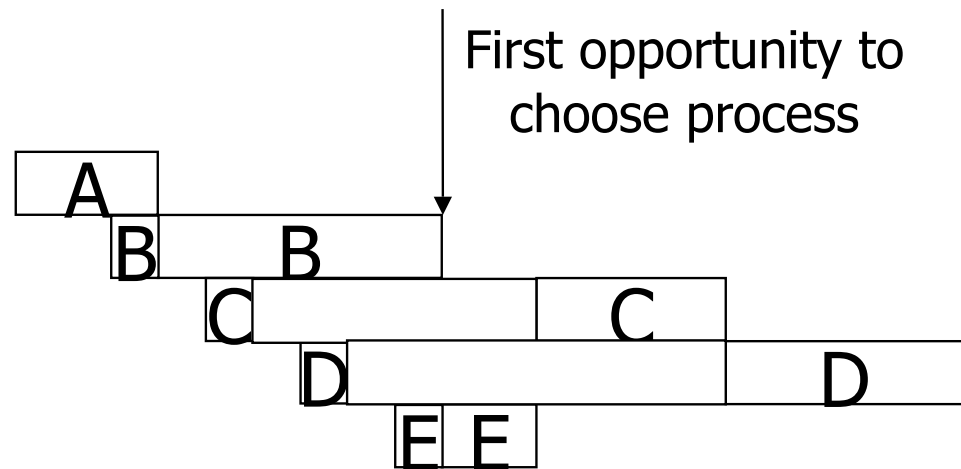 First opportunity to
choose process
A
B B
C C
D D
E E